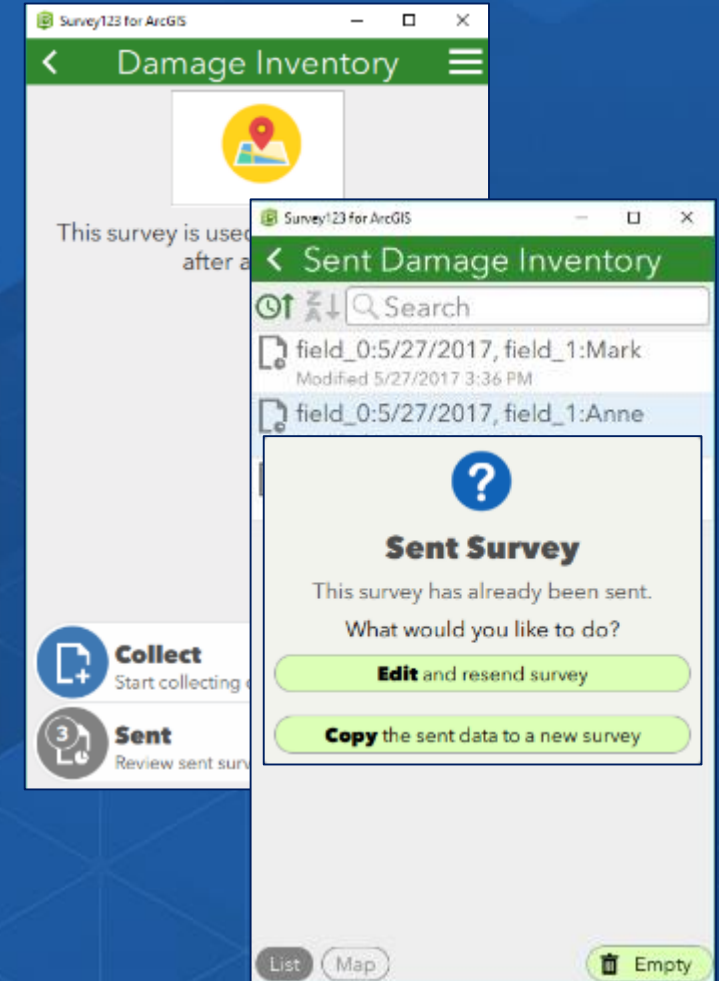 Survey123 for ArcGIS
Damage Inventory
This survey is used
after a
Collect
Start collecting
3
Sent
Review sent
Survey123 for ArcGIS
Sent Damage Inventory
Z
A
Search
field_0:5/27/2017, field_1:Mark
Modified 5/27/2017 3:36 PM
field_0:5/27/2017, field_1:Anne
?
Sent Survey
This survey has already been sent.
What would you like to do?
Edit and resend survey
Copy the sent data to a new survey
List
Map
Empty